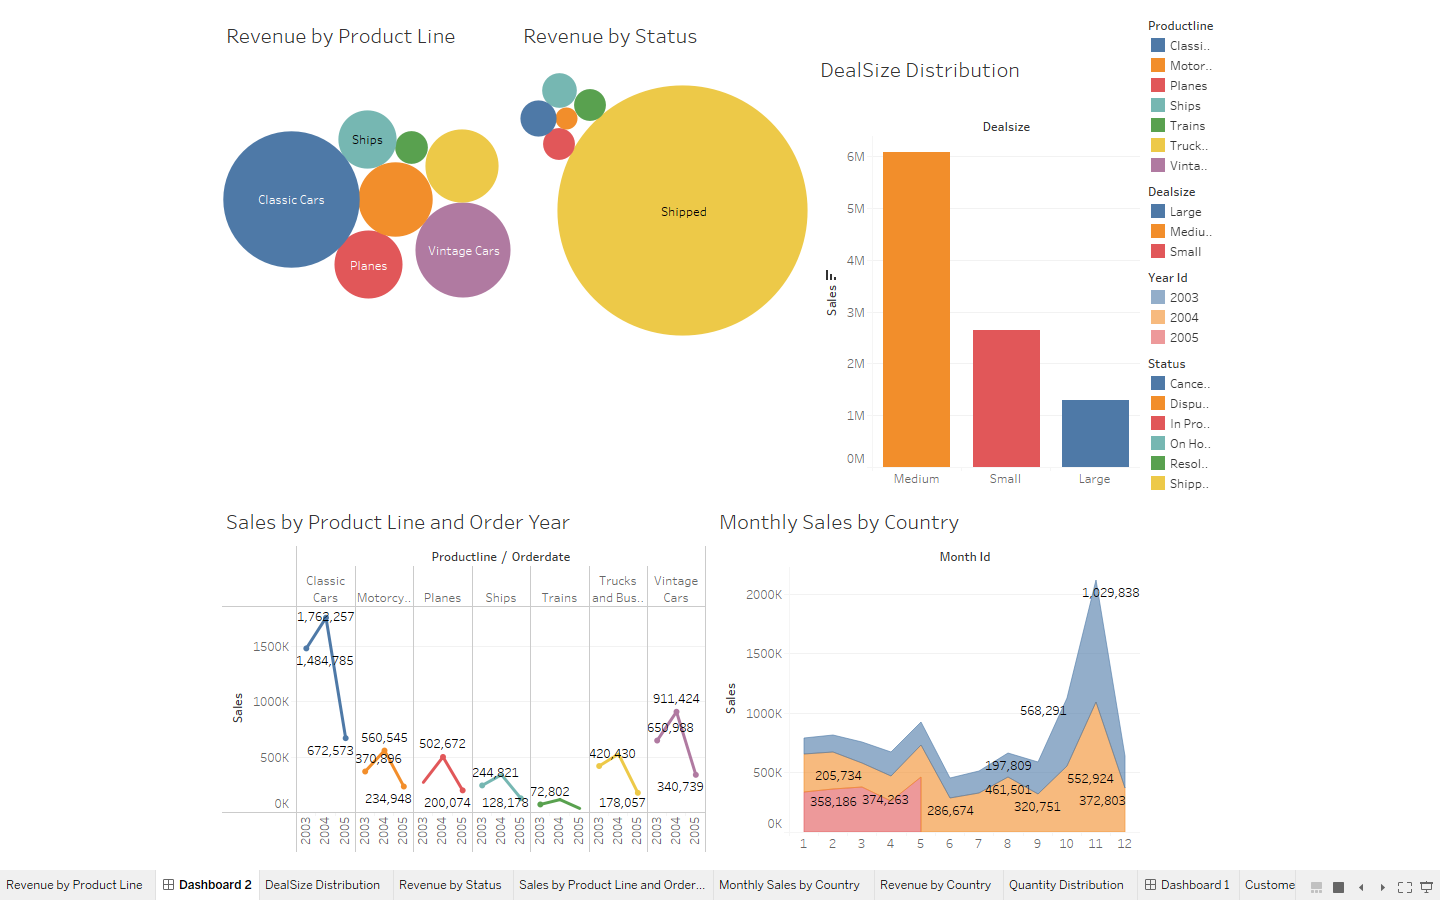 Revenue by Product Line
Revenue by Status
DealSize Distribution
Ships
Classic Cars
Vintage Cars
Planes
Shipped
Dealsize
6M
5M
4M
3M
2M
1M
0M
Sales
Medium
Small
Large
Productline
Classi..
Motor..
Planes
Ships
Trains
Truck..
Vinta..
Dealsize
Large
Mediu..
Small
Year Id
2003
2004
2005
Status
Cance..
Dispu..
In Pro..
On Ho..
Resol..
Shipp..
Sales by Product Line and Order Year
Productline / Orderdate
Classic Cars
Motorcy..
Planes
Ships
Trains
Trucks and Bus..
Vintage Cars
Sales
1500K
1000K
500K
0K
1,762,257
1,484,785
672,573
560,545
370,896
234,948
502,672
200,074
244,821
128,178
72,802
420,430
178,057
911,424
650,988
340,739
2003 2004 2005
2003 2004 2005
2003 2004 2005
2003 2004 2005
2003 2004 2005
2003 2004 2005
2003 2004 2005
Monthly Sales by Country
Month Id
Sales
2000K
1500K
1000K
500K
0K
1,029,838
568,291
197,809
205,734
461,501
552,924
358,186
374,263
286,674
320,751
372,803
1 2 3 4 5 6 7 8 9 10 11 12
Revenue by Product Line
Dashboard 2
DealSize Distribution
Revenue by Status
Sales by Product Line and Order...
Monthly Sales by Country
Revenue by Country
Quantity Distribution
Dashboard 1
Custome